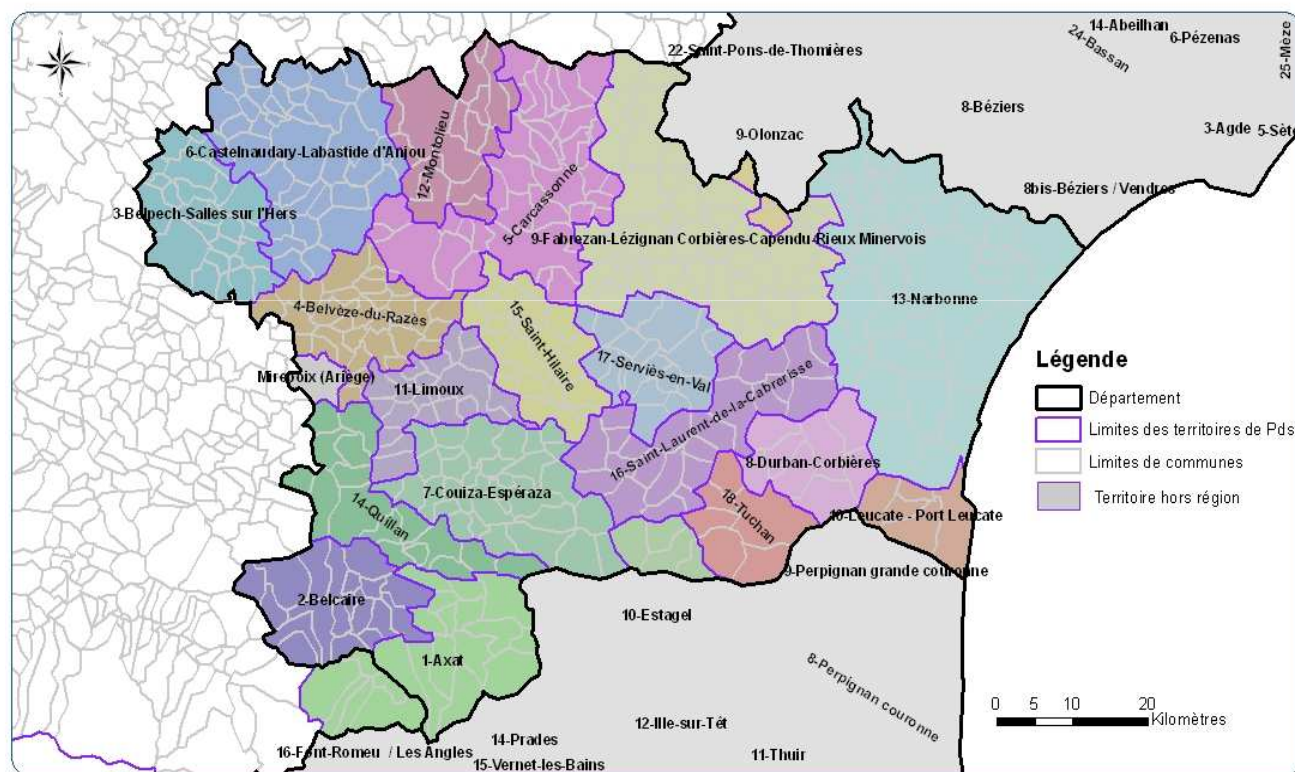 14-Abeilhan
6-Pézenas
24-Bassan
25-Mèze
22-Saint-Pons-de-Thomières
8-Béziers
3-Agde
5-Sète
9-Olonzac
8bis-Béziers / Vendres
12-Montolieu
6-Castelnaudary-Labastide d'Anjou
3-Belpech-Salles sur l'Hers
5-Carcassonne
9-Fabrezan-Lézignan Corbières-Capendu-Rieux Minervois
13-Narbonne
4-Belvèze-du-Razès
15-Saint-Hilaire
17-Serviès-en-Val
Mirepoix (Ariège)
11-Limoux
16-Saint-Laurent-de-la-Cabrerisse
8-Durban-Corbières
7-Couiza-Espéraza
14-Quillan
18-Tuchan
10-Leucate - Port Leucate
9-Perpignan grande couronne
2-Belcaire
10-Estagel
1-Axat
8-Perpignan couronne
12-Ille-sur-Têt
14-Prades
16-Font-Romeu / Les Angles
15-Vernet-les-Bains
11-Thuir
Légende
Département
Limites des territoires de Pds
Limites de communes
Territoire hors région
0 5 10 20
Kilomètres